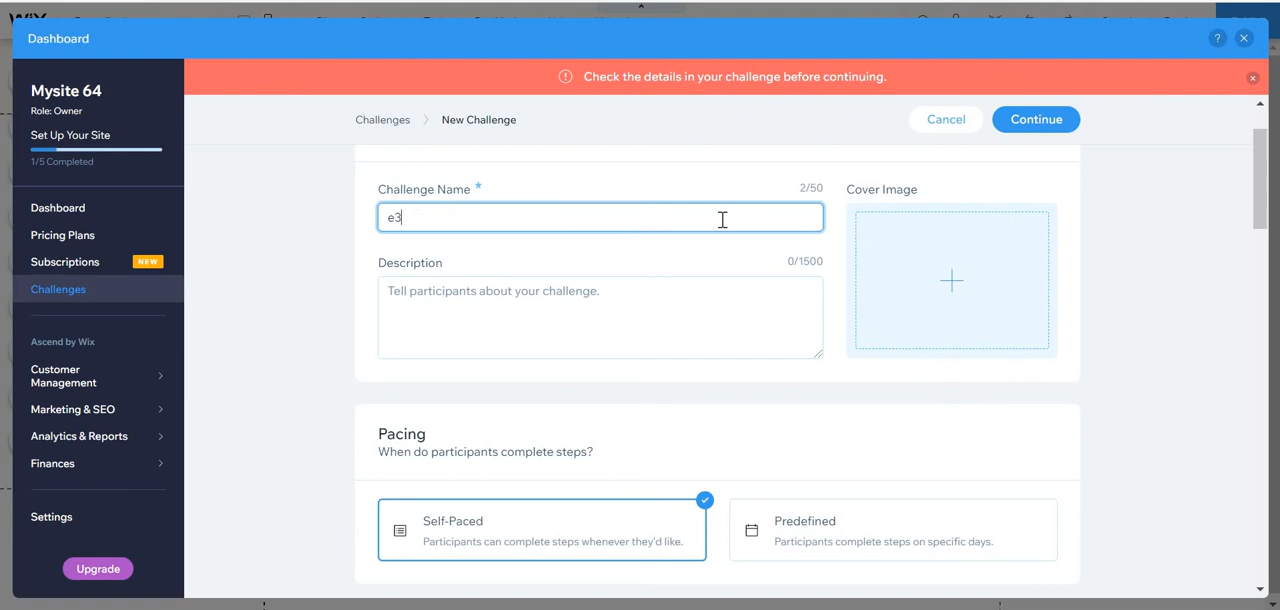 WiX
Dashboard
?
Mysite 64
Role: Owner
Set Up Your Site
1/5 Completed
Dashboard
Pricing Plans
Subscriptions NEW
Challenges
Ascend by Wix
Customer
Management
Marketing & SEO
Analytics & Reports
Finances
Settings
Upgrade
Check the details in your challenge before continuing.
Challenges > New Challenge
Cancel
Continue
Challenge Name *
2/50
e3
Description
0/1500
Tell participants about your challenge.
Cover Image
Pacing
When do participants complete steps?
Self-Paced
Participants can complete steps whenever they'd like.
Predefined
Participants complete steps on specific days.